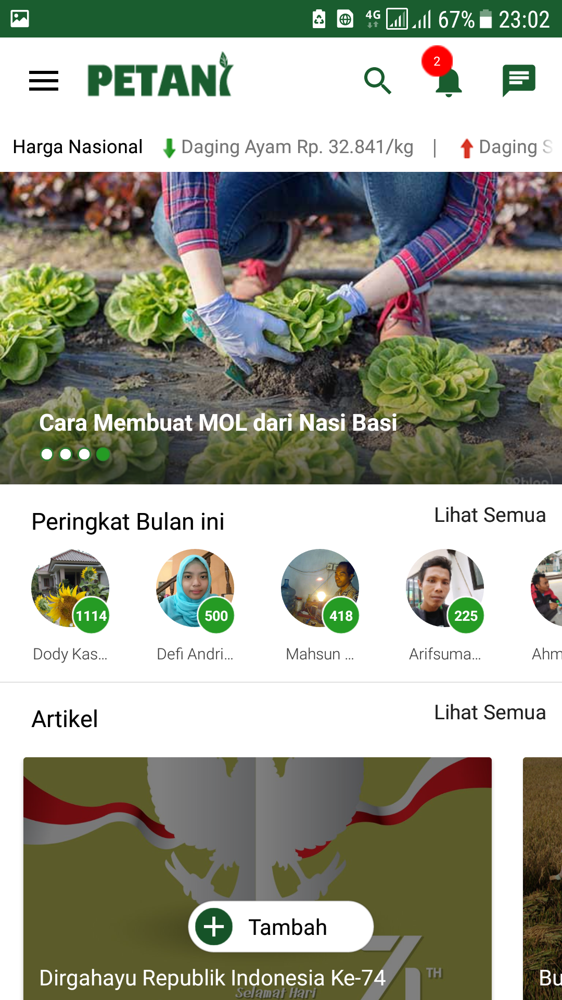 4G 67% 23:02
PETANI
2
Harga Nasional Daging Ayam Rp. 32.841/kg | Daging S
Cara Membuat MOL dari Nasi Basi
Peringkat Bulan ini
Lihat Semua
1114 500 418 225
Dody Kas... Defi Andri... Mahsun ... Arifsuma... Ahm
Artikel
Lihat Semua
Tambah
TH
Dirgahayu Republik Indonesia Ke-74
Bu
Selamat Hari